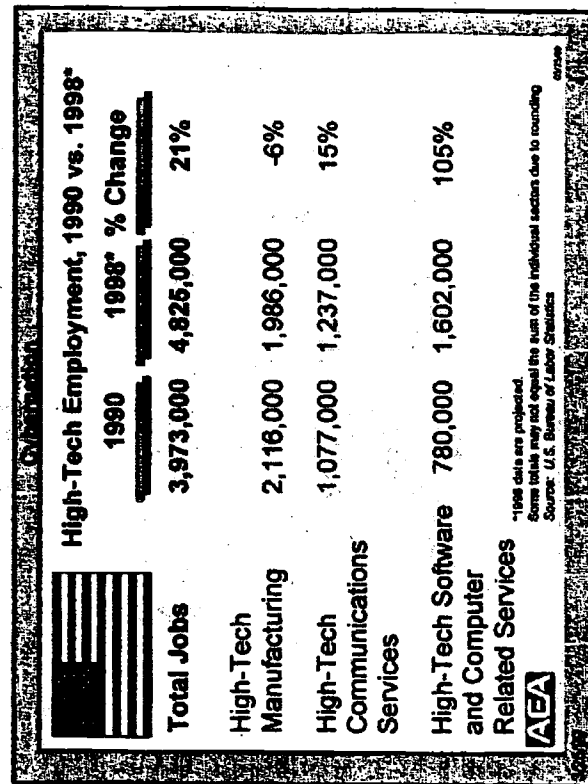 High-Tech Employment, 1990 vs. 1998*
1990 1998* % Change
Total Jobs 3,973,000 4,825,000 21%
High-Tech
Manufacturing 2,116,000 1,986,000 -6%
High-Tech 1,077,000 1,237,000 15%
Communications
Services
High-Tech Software 780,000 1,602,000 105%
and Computer
Related Services
*1998 data are projected.
Some totals may not equal the sum of the individual sectors due to rounding
Source: U.S. Bureau of Labor Statistics
AEA